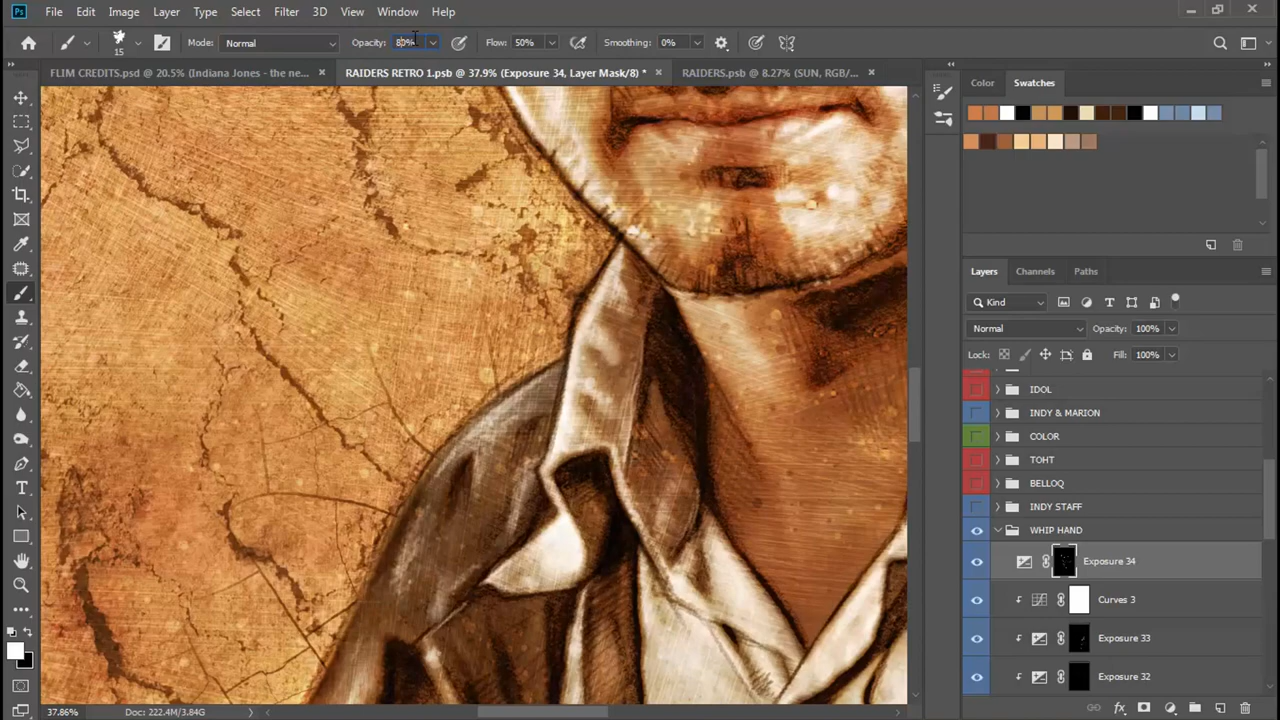 Ps File Edit Image Layer Type Select Filter 3D View Window Help
15 Mode: Normal Opacity: 80% Flow: 50% Smoothing: 0%
FLIM CREDITS.psd @ 20.5% (Indiana Jones - the ne... × RAIDERS RETRO 1.psb @ 37.9% (Exposure 34, Layer Mask/8) * × RAIDERS.psb @ 8.27% (SUN, RGB/... ×
Color Swatches
Layers Channels Paths
Kind
Normal Opacity: 100%
Lock: Fill: 100%
IDOL
INDY & MARION
COLOR
TOHT
BELLOQ
INDY STAFF
WHIP HAND
Exposure 34
Curves 3
Exposure 33
Exposure 32
37.86% Doc: 222.4M/3.84G